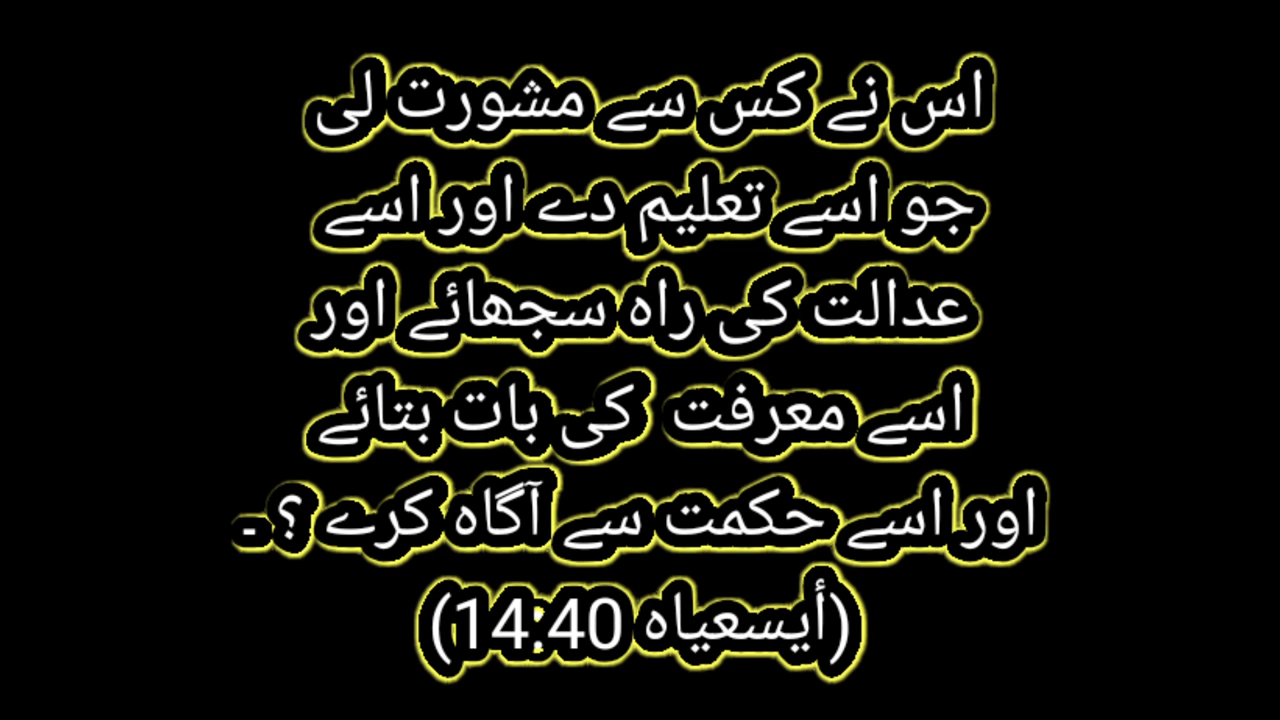 اس نے کس سے مشورت لی
جو اسے تعلیم دے اور اسے
عدالت کی راہ سجھائے اور
اسے معرفت کی بات بتائے
اور اسے حکمت سے آگاہ کرے ؟ ۔
(أیسعیاہ 14:40)